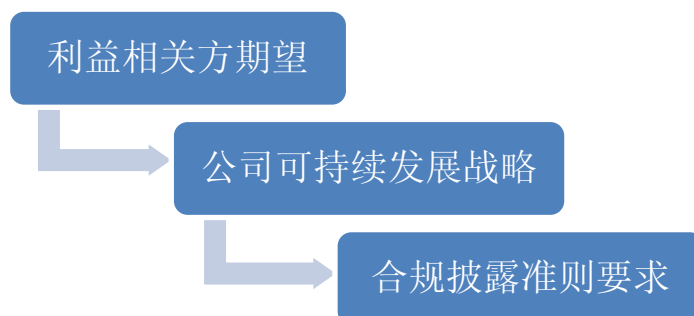 利益相关方期望
公司可持续发展战略
合规披露准则要求